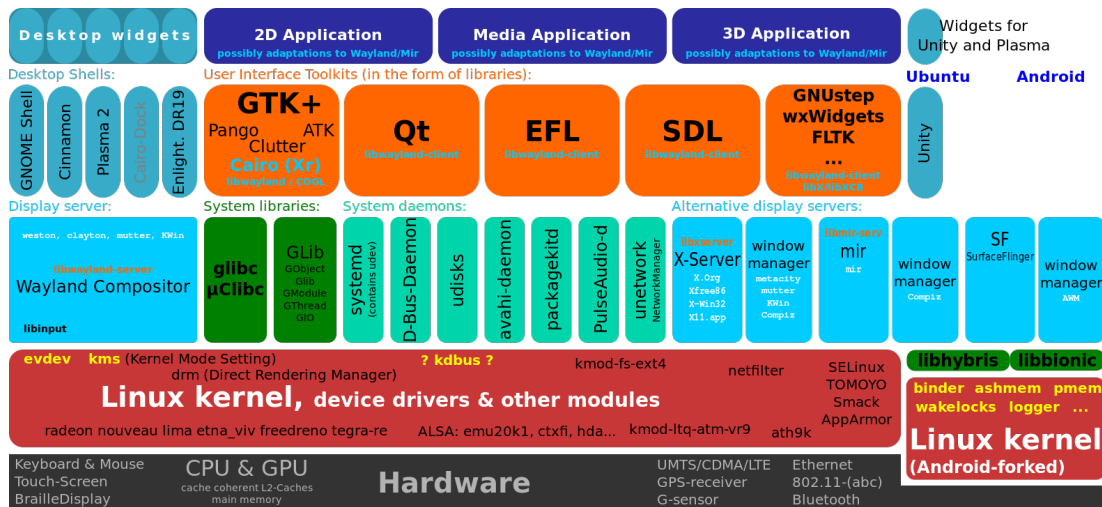 Desktop widgets
2D Application
possibly adaptations to Wayland/Mir
Media Application
possibly adaptations to Wayland/Mir
3D Application
possibly adaptations to Wayland/Mir
Widgets for
Unity and Plasma
Desktop Shells:
User Interface Toolkits (in the form of libraries):
Ubuntu
Android
GNOME Shell
Cinnamon
Plasma 2
Cairo-Dock
Enlight. DR19
GTK+
Pango
ATK
Clutter
Cairo (Xr)
libwayland / COGL
Qt
libwayland-client
EFL
libwayland-client
SDL
libwayland-client
GNUstep
wxWidgets
FLTK
...
libwayland-client
libX/libXCB
Unity
Display server:
System libraries:
System daemons:
Alternative display servers:
weston, clayton, mutter, KWin
libwayland-server
Wayland Compositor
libinput
glibc
µClibc
GLib
GObject
Glib
GModule
GThread
GIO
systemd
(contains udev)
D-Bus-Daemon
udisks
avahi-daemon
packagekitd
PulseAudio-d
unetwork
NetworkManager
libxserver
X-Server
X.Org
Xfree86
X-Win32
X11.app
window
manager
metacity
mutter
KWin
Compiz
libmir-serv
mir
mir
window
manager
Compiz
SF
SurfaceFlinger
window
manager
AWM
evdev
kms (Kernel Mode Setting)
drm (Direct Rendering Manager)
? kdbus ?
kmod-fs-ext4
netfilter
SELinux
TOMOYO
Smack
AppArmor
Linux kernel, device drivers & other modules
radeon nouveau lima etna_viv freedreno tegra-re
ALSA: emu20k1, ctxfi, hda...
kmod-ltq-atm-vr9
ath9k
libhybris
libbionic
binder ashmem pmem
wakelocks logger ...
Linux kernel
(Android-forked)
Keyboard & Mouse
Touch-Screen
BrailleDisplay
CPU & GPU
cache coherent L2-Caches
main memory
Hardware
UMTS/CDMA/LTE
GPS-receiver
G-sensor
Ethernet
802.11-(abc)
Bluetooth